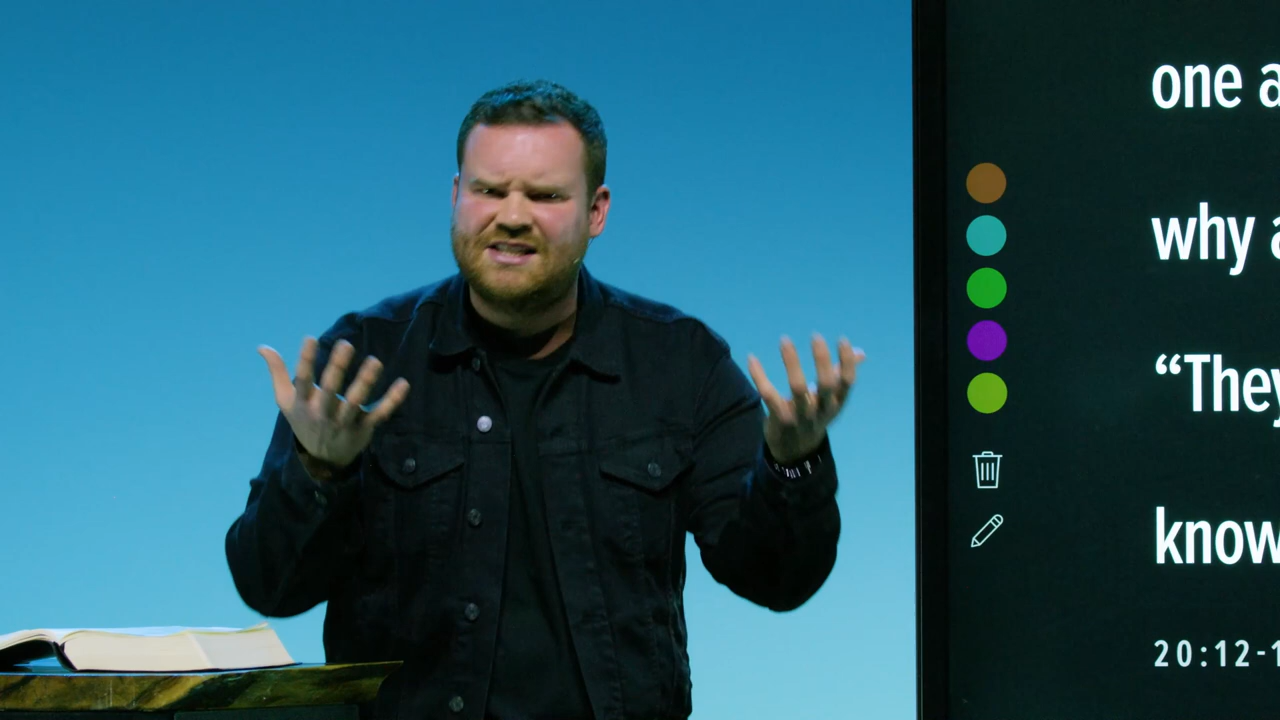 one a
why a
“They
know
20:12-1